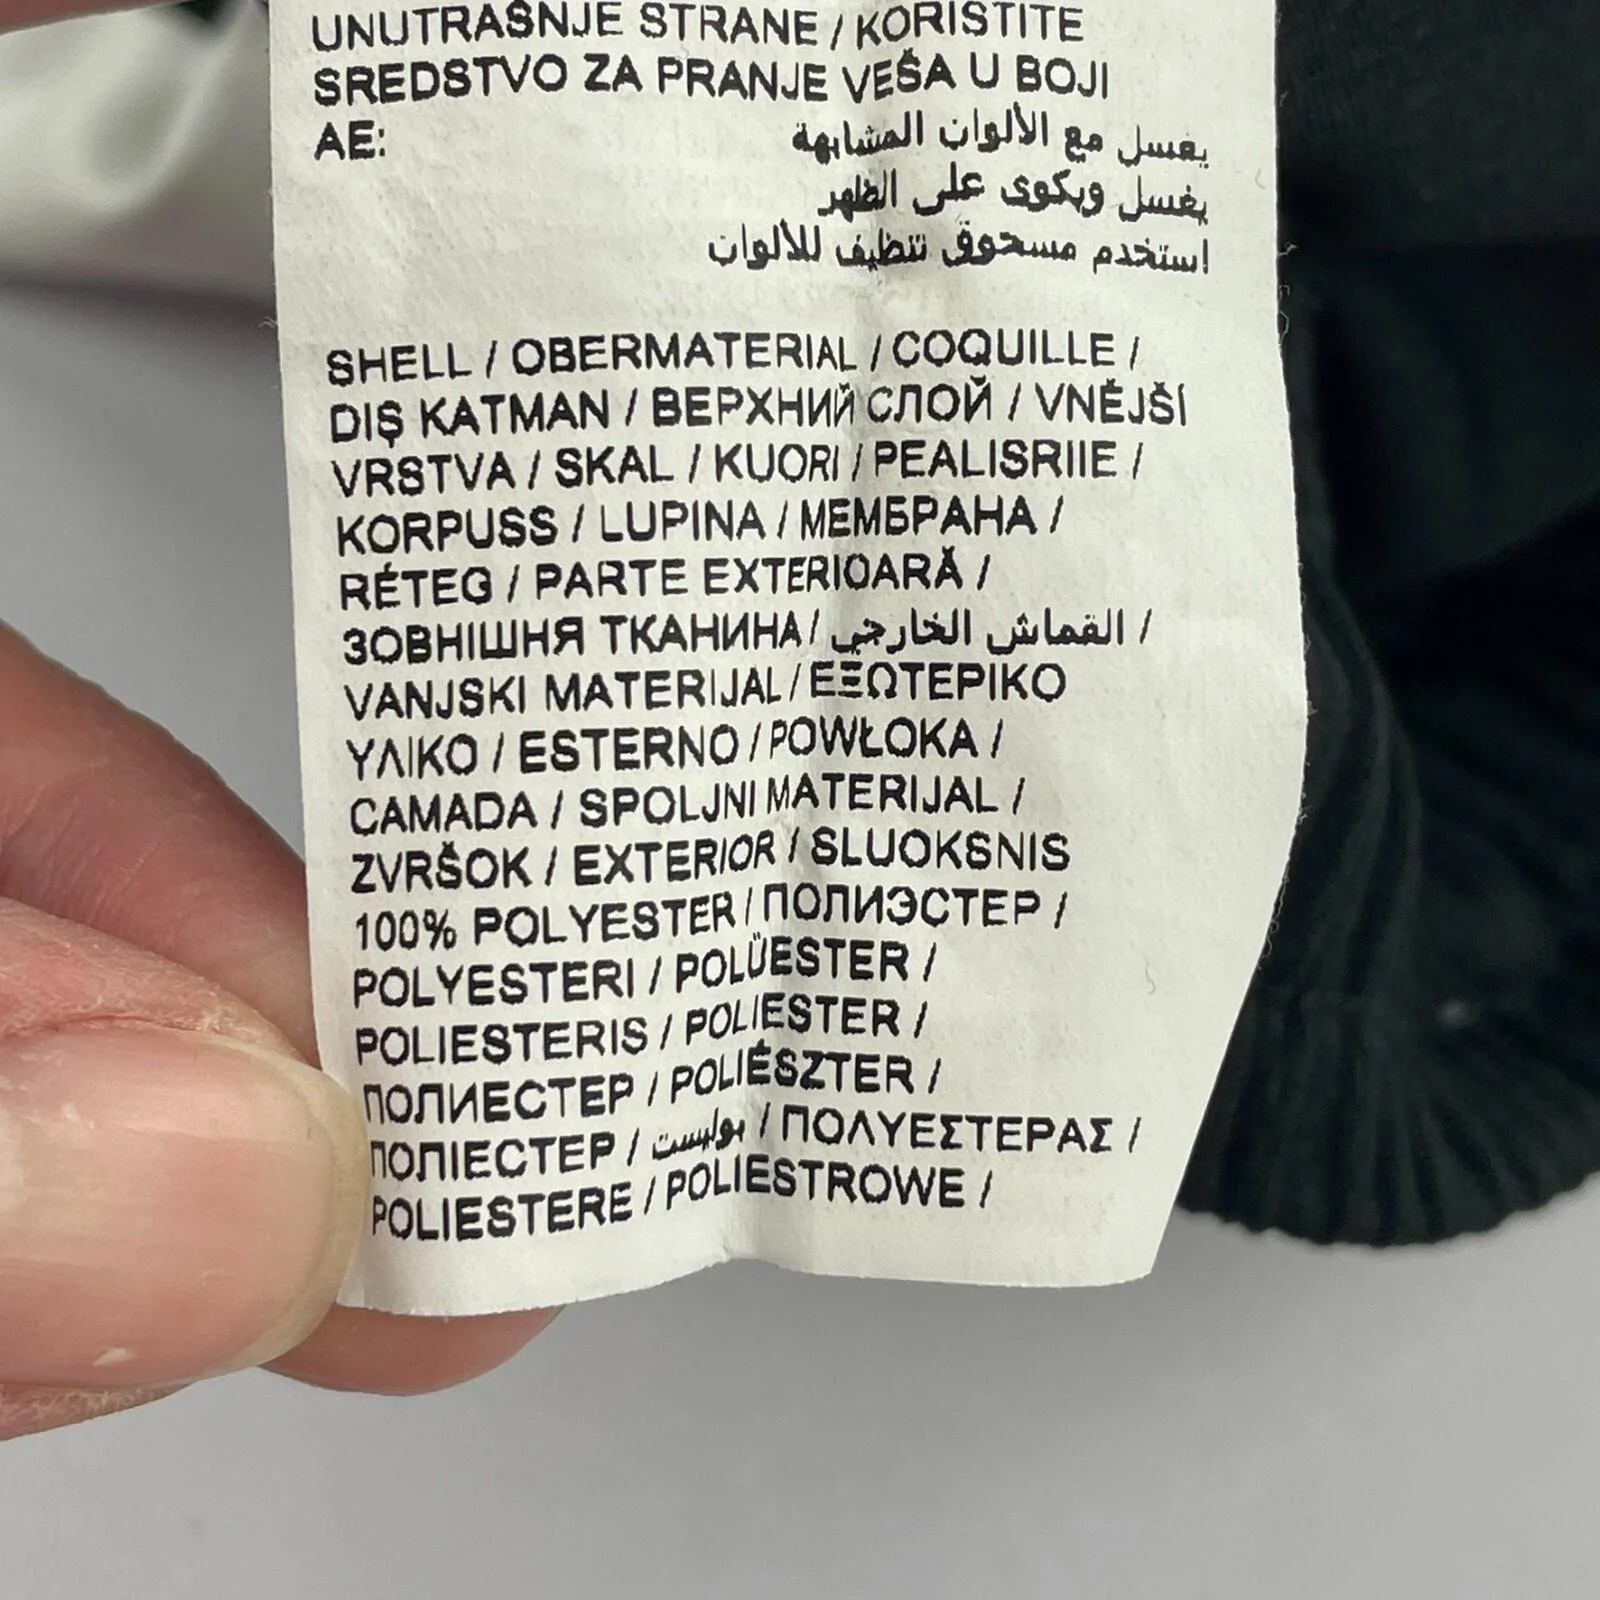 UNUTRAŠNJE STRANE / KORISTITE
SREDSTVO ZA PRANJE VEŠA U BOJI
AE: يغسل مع الألوان المشابهة
يغسل ويكوى على الظهر
استخدم مسحوق تنظيف للألوان
SHELL / OBERMATERIAL / COQUILLE /
DIŞ KATMAN / ВЕРХНИЙ СЛОЙ / VNĚJŠÍ
VRSTVA / SKAL / KUORI / PEALISRIIE /
KORPUSS / LUPINA / МЕМБРАНА /
RÉTEG / PARTE EXTERIOARĂ /
ЗОВНІШНЯ ТКАНИНА / القماش الخارجي /
VANJSKI MATERIJAL / ΕΞΩΤΕΡΙΚΟ
ΥΛΙΚΟ / ESTERNO / POWŁOKA /
CAMADA / SPOLJNI MATERIJAL /
ZVRŠOK / EXTERIOR / SLUOKSNIS
100% POLYESTER / ПОЛИЭСТЕР /
POLYESTERI / POLÜESTER /
POLIESTERIS / POLIESTER /
ПОЛИЕСТЕР / POLIÉSZTER /
ПОЛІЕСТЕР / بوليست / ΠΟΛΥΕΣΤΕΡΑΣ /
POLIESTERE / POLIESTROWE /